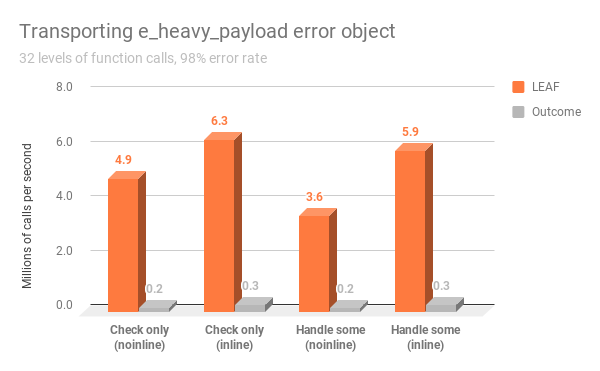 Transporting e_heavy_payload error object
32 levels of function calls, 98% error rate
LEAF
Outcome
Millions of calls per second
8.0
6.0
4.0
2.0
0.0
4.9
0.2
6.3
0.3
3.6
0.2
5.9
0.3
Check only
(noinline)
Check only
(inline)
Handle some
(noinline)
Handle some
(inline)